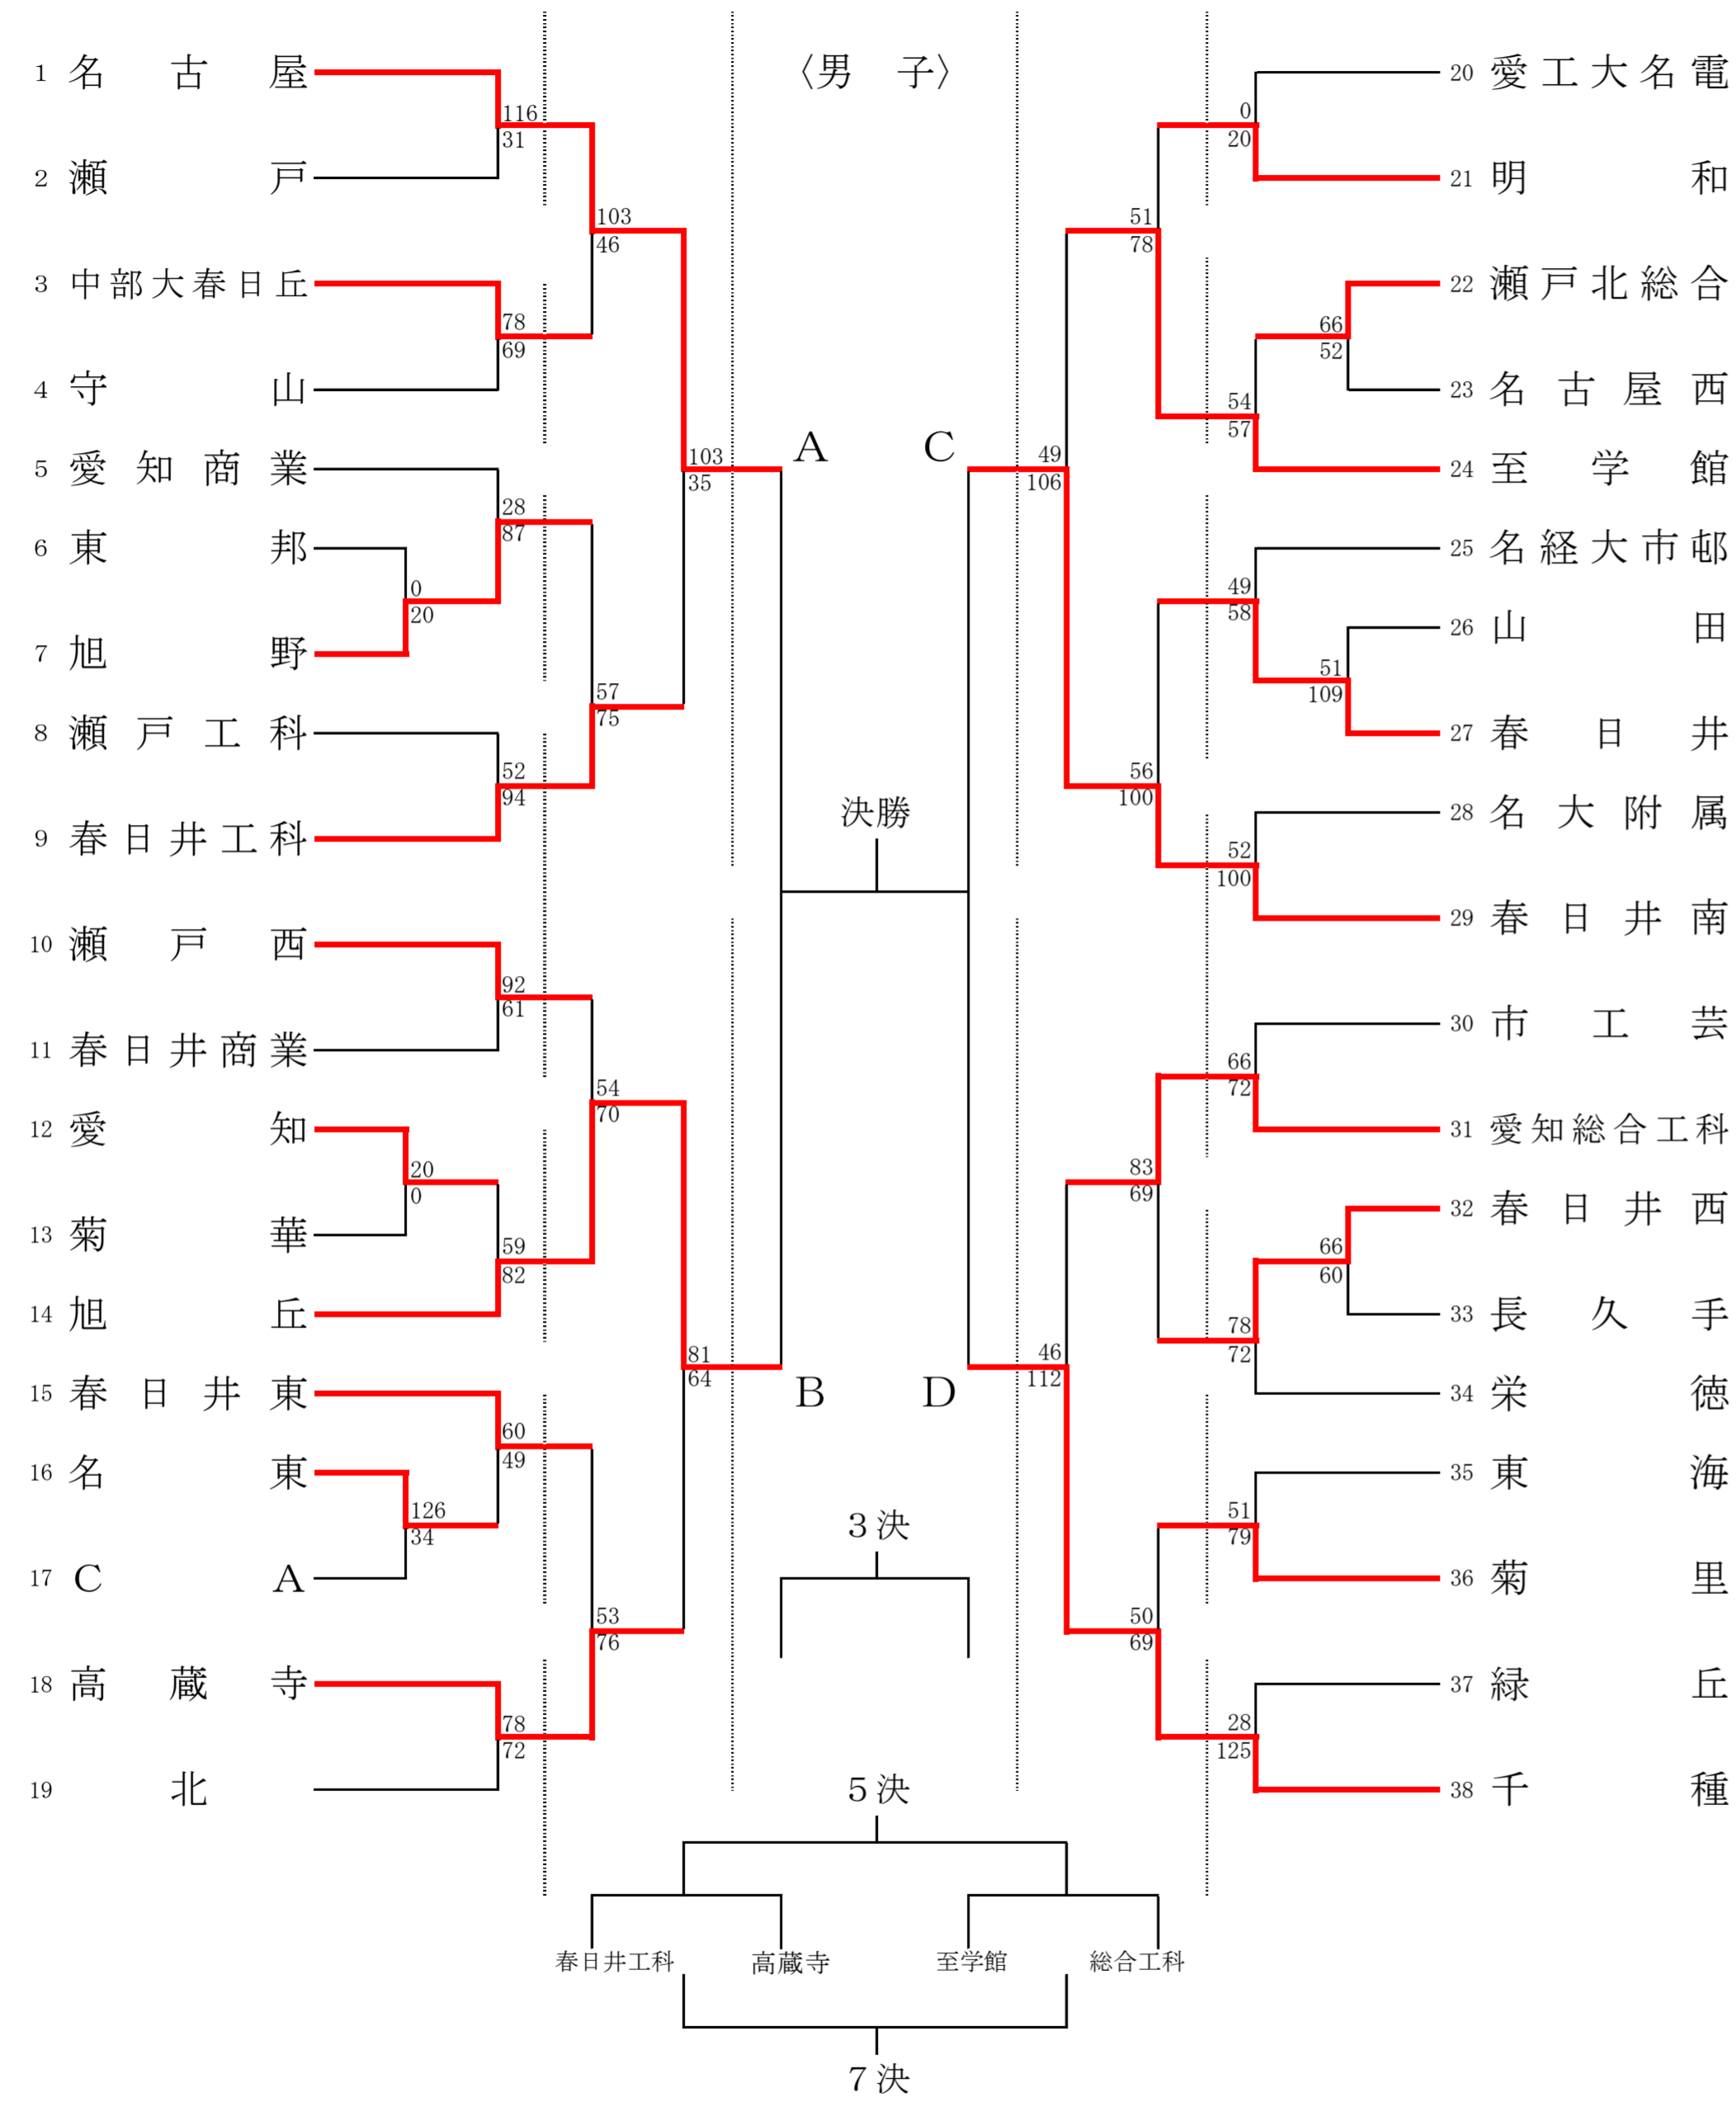 〈男 子〉
1 名古屋
116
31
2 瀬戸
103
46
3 中部大春日丘
78
69
4 守山
103
35
A
5 愛知商業
28
87
6 東邦
0
20
7 旭野
57
75
8 瀬戸工科
52
94
9 春日井工科
10 瀬戸西
92
61
11 春日井商業
54
70
12 愛知
20
0
13 菊華
59
82
14 旭丘
81
64
B
15 春日井東
60
49
16 名東
126
34
17 CA
53
76
18 高蔵寺
78
72
19 北
20 愛工大名電
0
20
21 明和
51
78
22 瀬戸北総合
66
52
23 名古屋西
54
57
24 至学館
C
49
106
25 名経大市邨
49
58
26 山田
51
109
27 春日井
56
100
28 名大附属
52
100
29 春日井南
30 市工芸
66
72
31 愛知総合工科
83
69
32 春日井西
66
60
33 長久手
78
72
34 栄徳
D
46
112
35 東海
51
79
36 菊里
50
69
37 緑丘
28
125
38 千種
決勝
3決
5決
春日井工科 高蔵寺 至学館 総合工科
7決